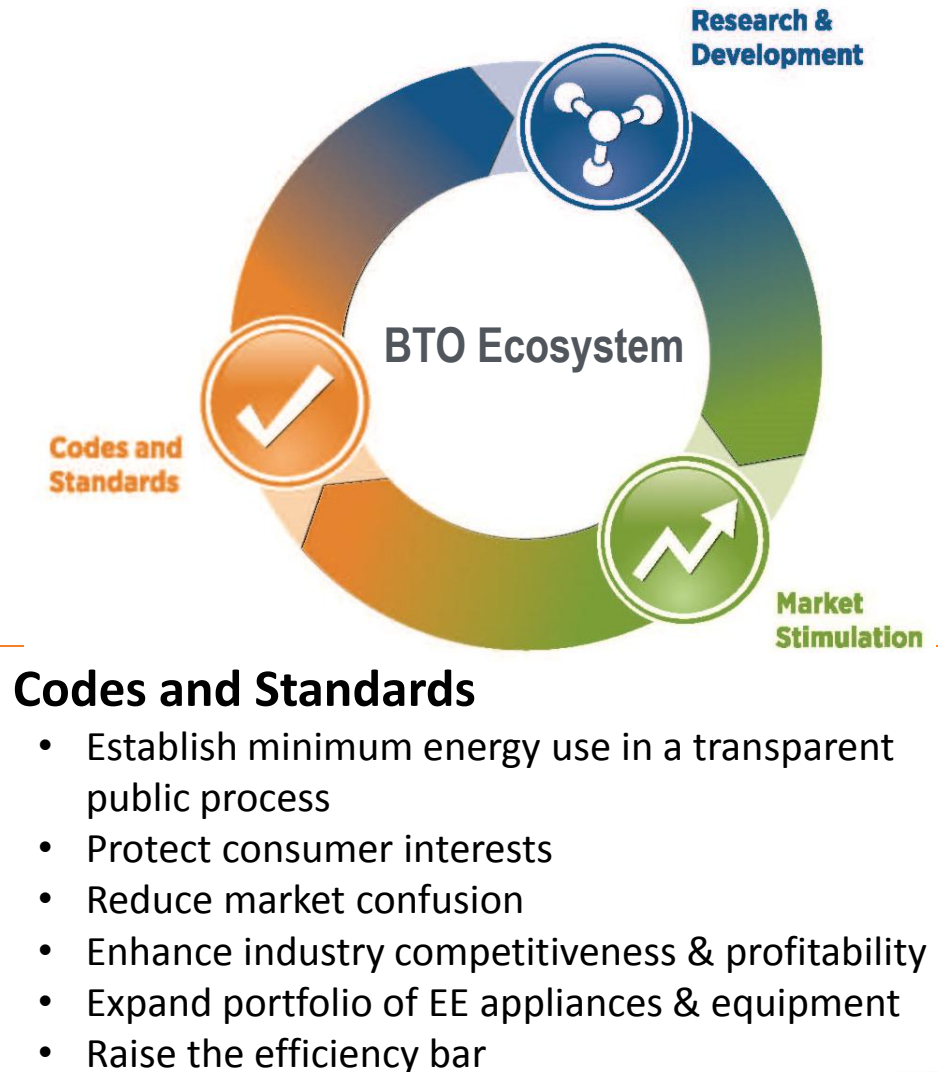 Research &
Development
BTO Ecosystem
Codes and
Standards
Market
Stimulation
Codes and Standards
• Establish minimum energy use in a transparent
public process
• Protect consumer interests
• Reduce market confusion
• Enhance industry competitiveness & profitability
• Expand portfolio of EE appliances & equipment
• Raise the efficiency bar